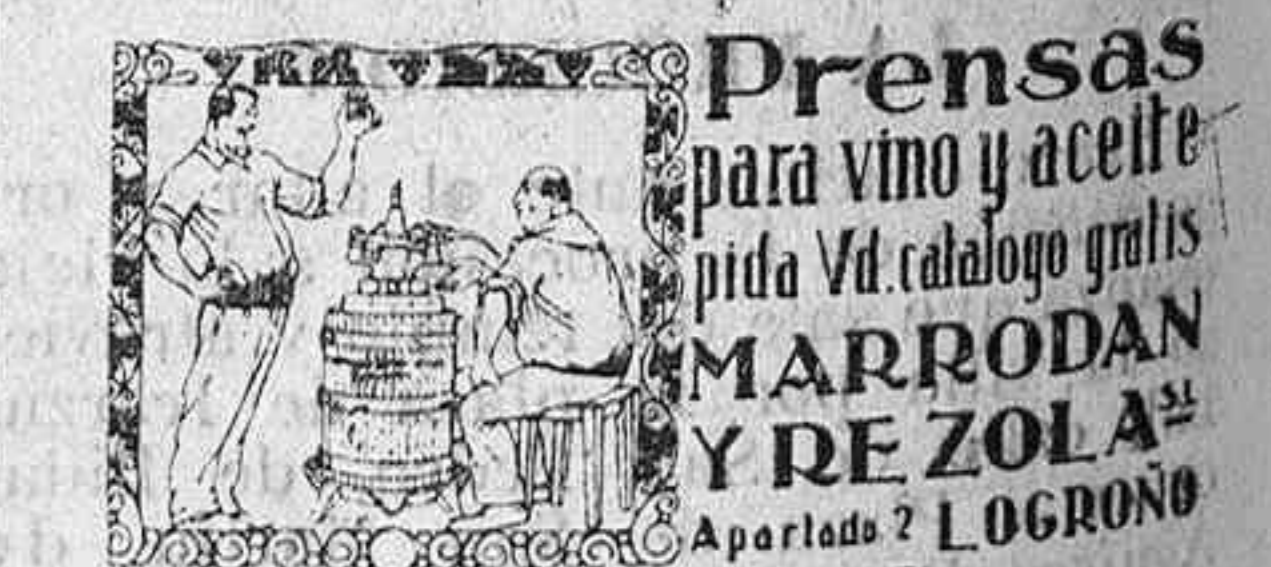 Prensas
para vino y aceite
pida Vd. catalogo gratis
MARRODAN
Y REZOLA S.L.
Apartado 2 LOGROÑO